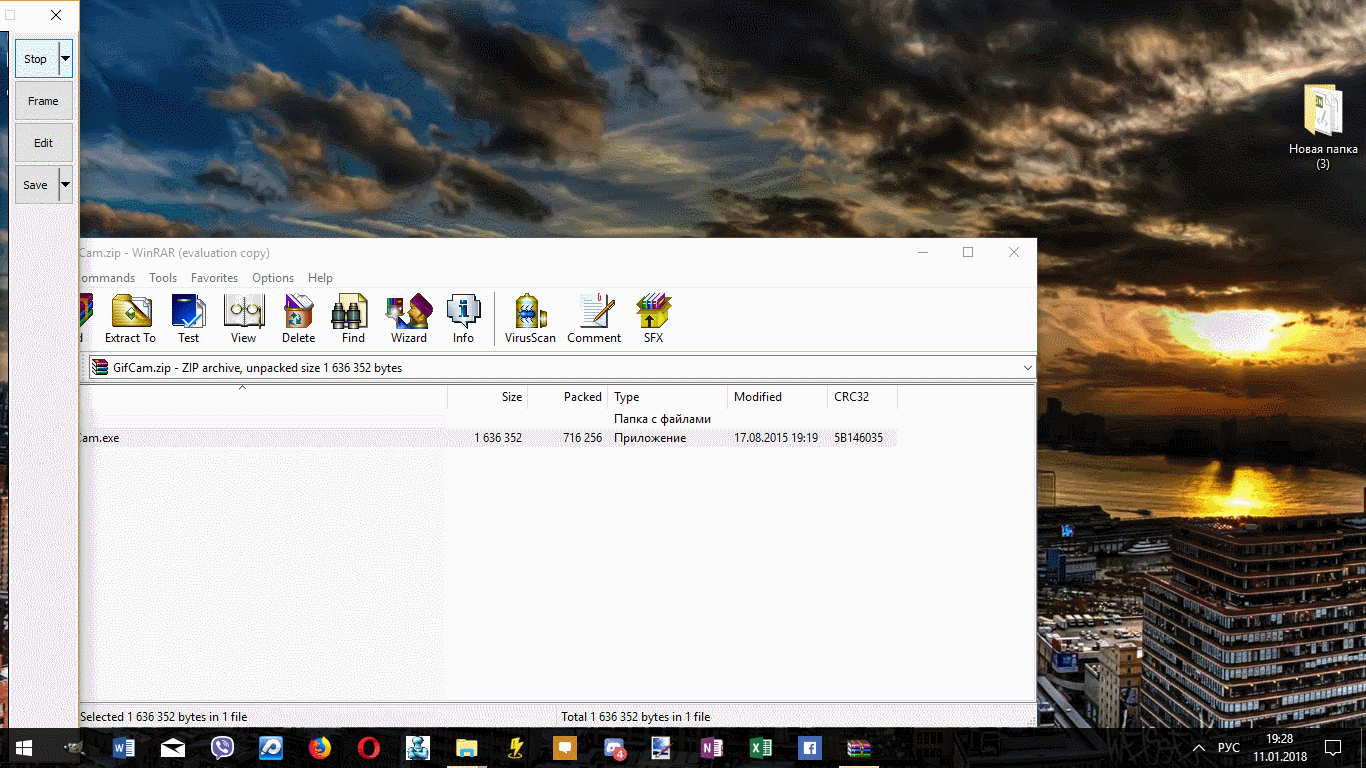 Stop
Frame
Edit
Save
Новая папка
(3)
Cam.zip - WinRAR (evaluation copy)
ommands Tools Favorites Options Help
d Extract To Test View Delete Find Wizard Info VirusScan Comment SFX
GifCam.zip - ZIP archive, unpacked size 1 636 352 bytes
Size Packed Type Modified CRC32
Папка с файлами
Cam.exe 1 636 352 716 256 Приложение 17.08.2015 19:19 5B146035
Selected 1 636 352 bytes in 1 file Total 1 636 352 bytes in 1 file
4
РУС
19:28
11.01.2018